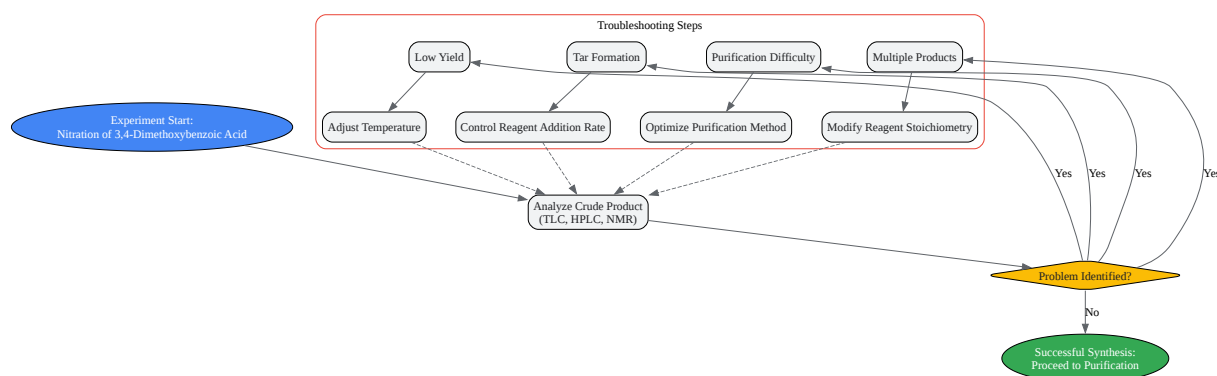 Troubleshooting Steps
Low Yield
Tar Formation
Purification Difficulty
Multiple Products
Experiment Start:
Nitration of 3,4-Dimethoxybenzoic Acid
Adjust Temperature
Control Reagent Addition Rate
Optimize Purification Method
Modify Reagent Stoichiometry
Yes
Yes
Yes
Yes
Analyze Crude Product
(TLC, HPLC, NMR)
Problem Identified?
No
Successful Synthesis:
Proceed to Purification